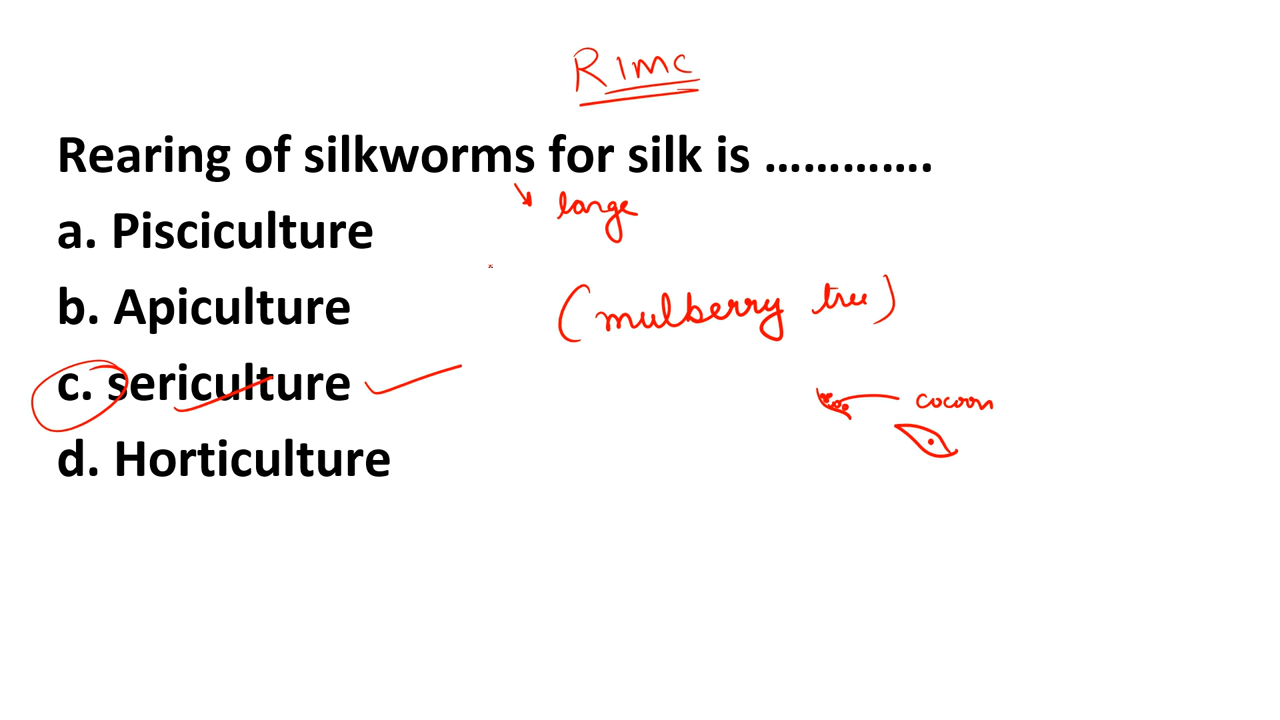 RIMC
Rearing of silkworms for silk is ………….
large
a. Pisciculture
b. Apiculture
(mulberry tree)
c. sericulture
cocoon
d. Horticulture